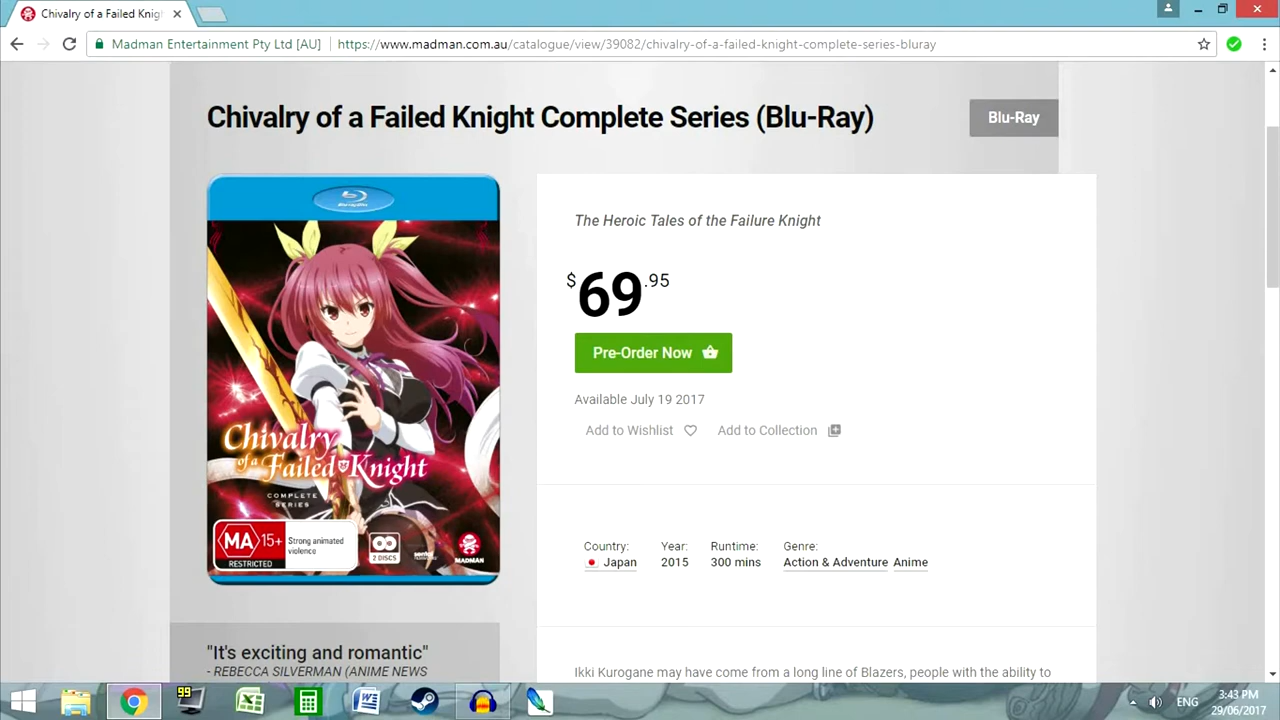 Chivalry of a Failed Knig
Madman Entertainment Pty Ltd [AU]
https://www.madman.com.au/catalogue/view/39082/chivalry-of-a-failed-knight-complete-series-bluray
Chivalry of a Failed Knight Complete Series (Blu-Ray)
Blu-Ray
Chivalry
of a Failed Knight
COMPLETE
SERIES
MA 15+
RESTRICTED
Strong animated
violence
2 DISCS
MADMAN
The Heroic Tales of the Failure Knight
$69.95
Pre-Order Now
Available July 19 2017
Add to Wishlist
Add to Collection
Country: Year: Runtime: Genre:
Japan 2015 300 mins Action & Adventure Anime
"It's exciting and romantic"
- REBECCA SILVERMAN (ANIME NEWS
Ikki Kurogane may have come from a long line of Blazers, people with the ability to
99
ENG
3:43 PM
29/06/2017